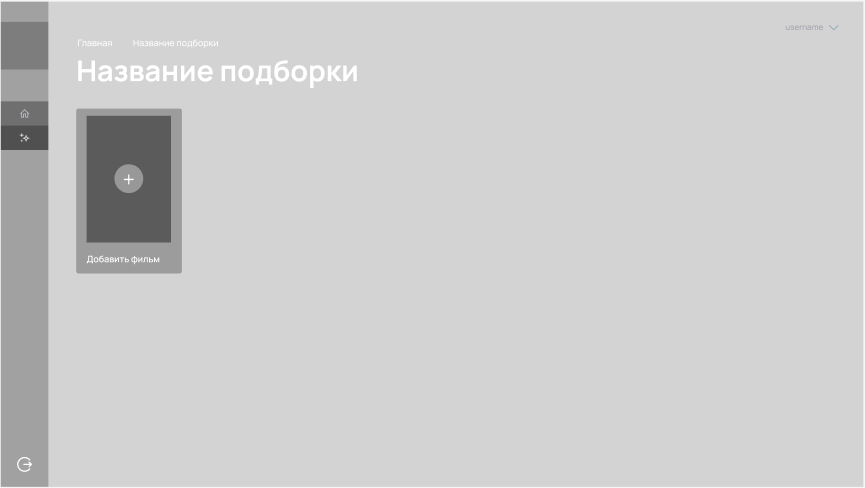 username
Главная Название подборки
Название подборки
Добавить фильм